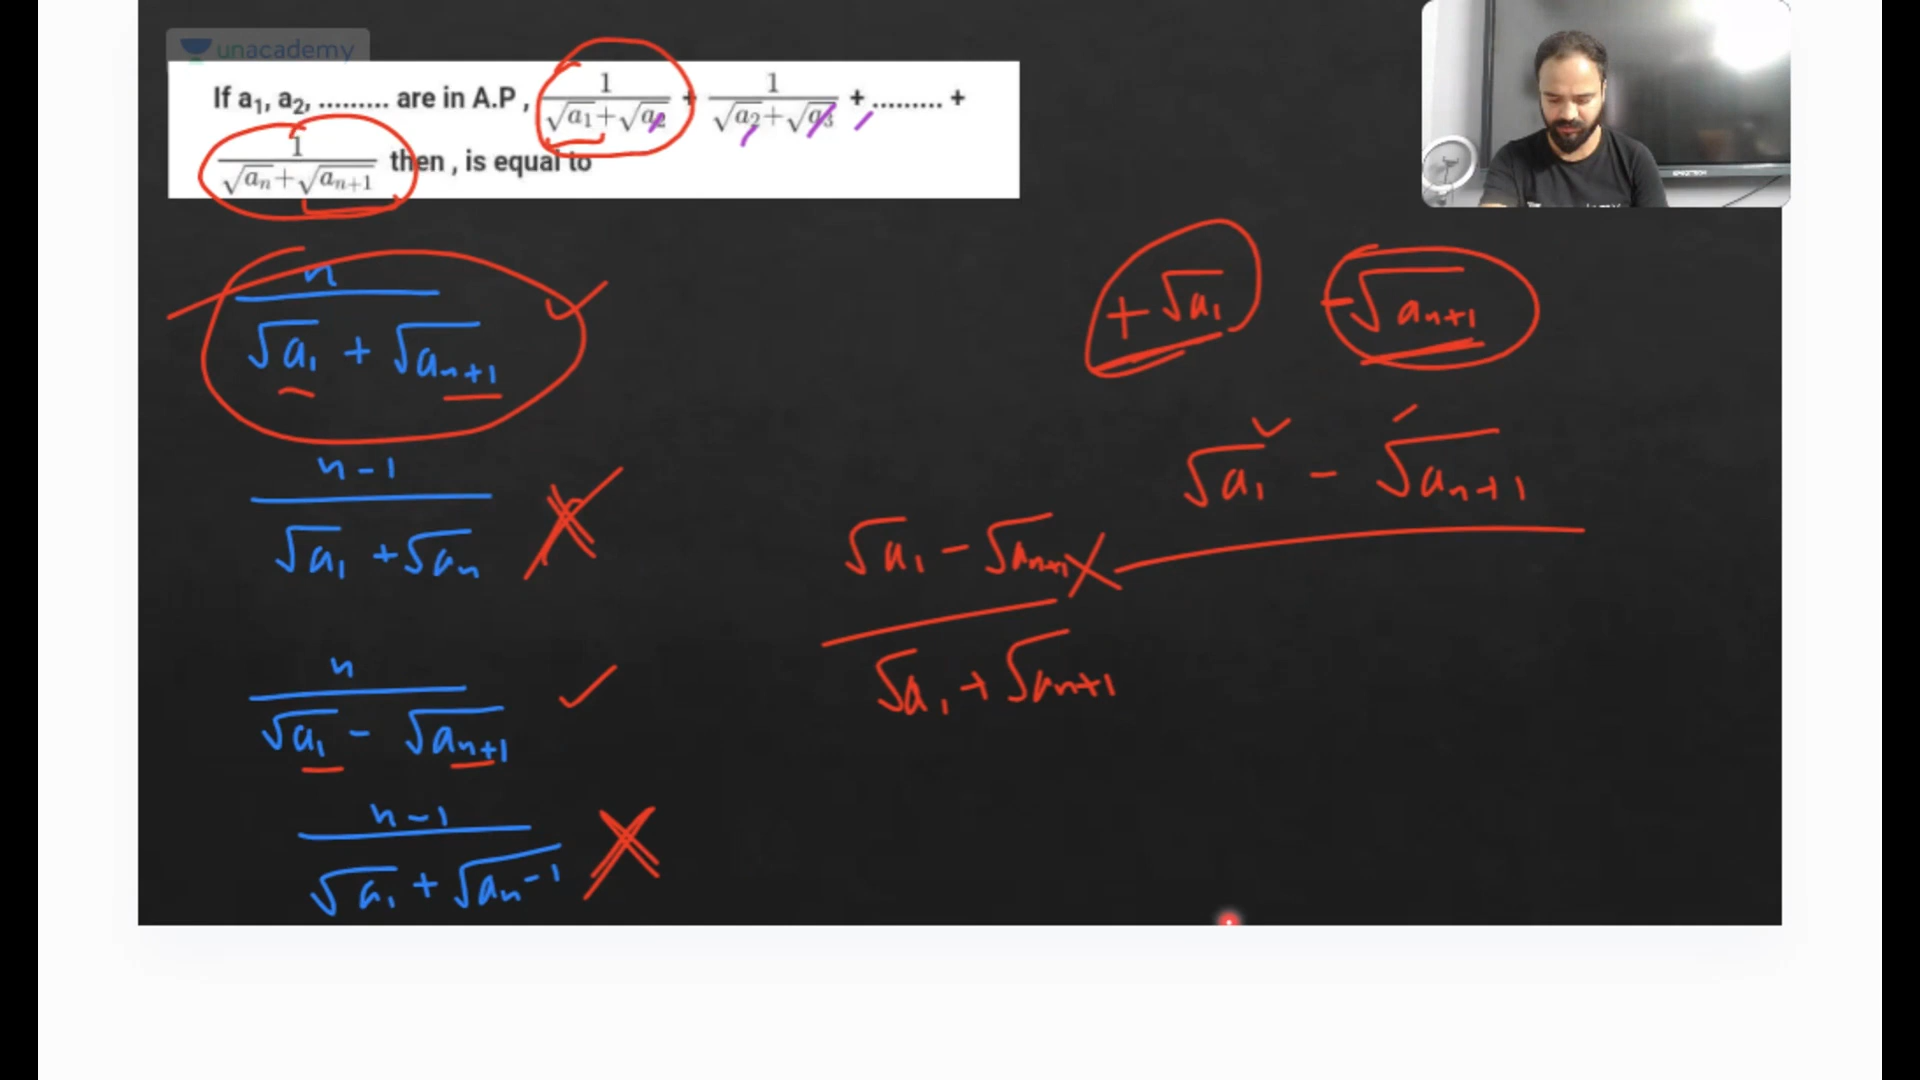 unacademy
If a₁, a₂, ......... are in A.P , 1/(√a₁+√a₂) + 1/(√a₂+√a₃) + ......... +
1/(√aₙ+√aₙ₊₁) then , is equal to
n/(√a₁ + √aₙ₊₁)
+√a₁ -√aₙ₊₁
√a₁ - √aₙ₊₁
n-1/(√a₁ + √aₙ)
√a₁ - √aₙ₊₁ ×
√a₁ + √aₙ₊₁
n/(√a₁ - √aₙ₊₁)
n-1/(√a₁ + √aₙ-1)